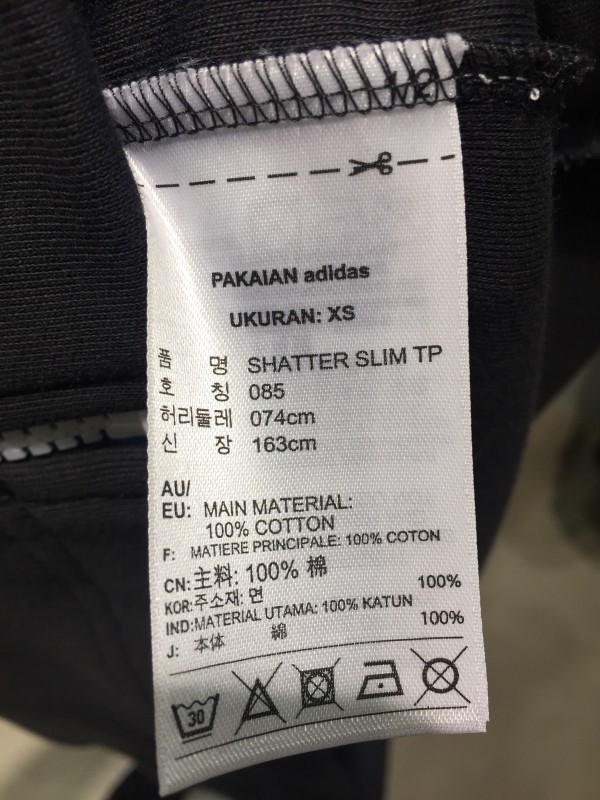 1/2
PAKAIAN adidas
UKURAN: XS
품 명 SHATTER SLIM TP
호 칭 085
허리둘레 074cm
신 장 163cm
AU/
EU: MAIN MATERIAL:
100% COTTON
F: MATIERE PRINCIPALE: 100% COTON
CN:主料: 100% 棉
KOR:주소재: 면 100%
IND:MATERIAL UTAMA: 100% KATUN
J: 本体 綿 100%
30